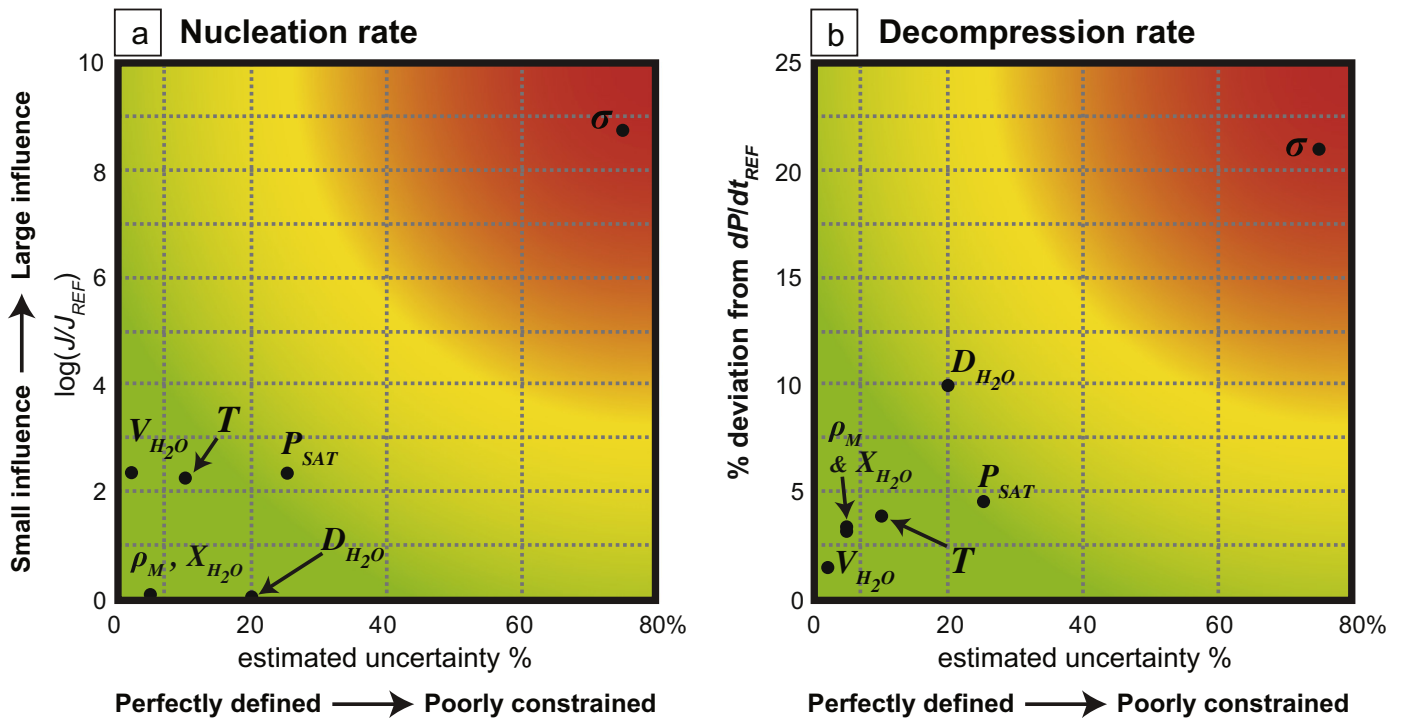 a Nucleation rate
10
8
6
4
2
0
Small influence → Large influence
log(J/J_REF)
σ
V_H₂O
T
P_SAT
ρ_M , X_H₂O
D_H₂O
0 20 40 60 80%
estimated uncertainty %
Perfectly defined → Poorly constrained
b Decompression rate
25
20
15
10
5
0
% deviation from dP/dt_REF
σ
D_H₂O
ρ_M
& X_H₂O
P_SAT
V_H₂O
T
0 20 40 60 80%
estimated uncertainty %
Perfectly defined → Poorly constrained